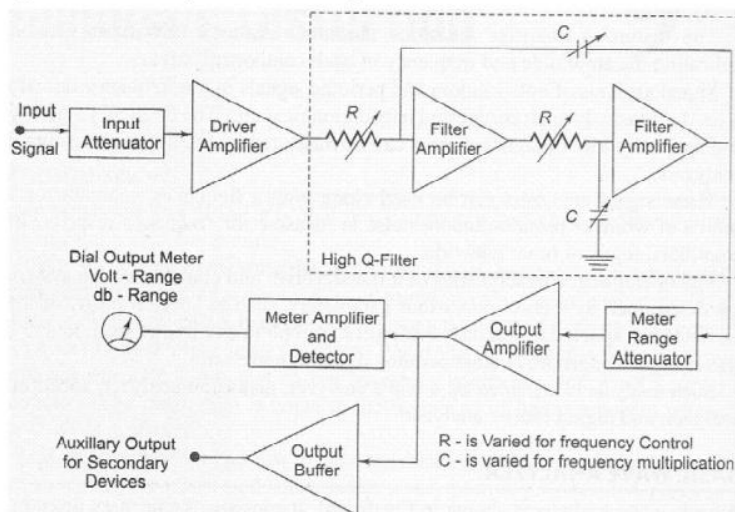 C
Input
Signal
Input
Attenuator
Driver
Amplifier
R
Filter
Amplifier
R
Filter
Amplifier
C
High Q-Filter
Dial Output Meter
Volt - Range
db - Range
Meter Amplifier
and
Detector
Output
Amplifier
Meter
Range
Attenuator
Auxillary Output
for Secondary
Devices
Output
Buffer
R - is Varied for frequency Control
C - is varied for frequency multiplication